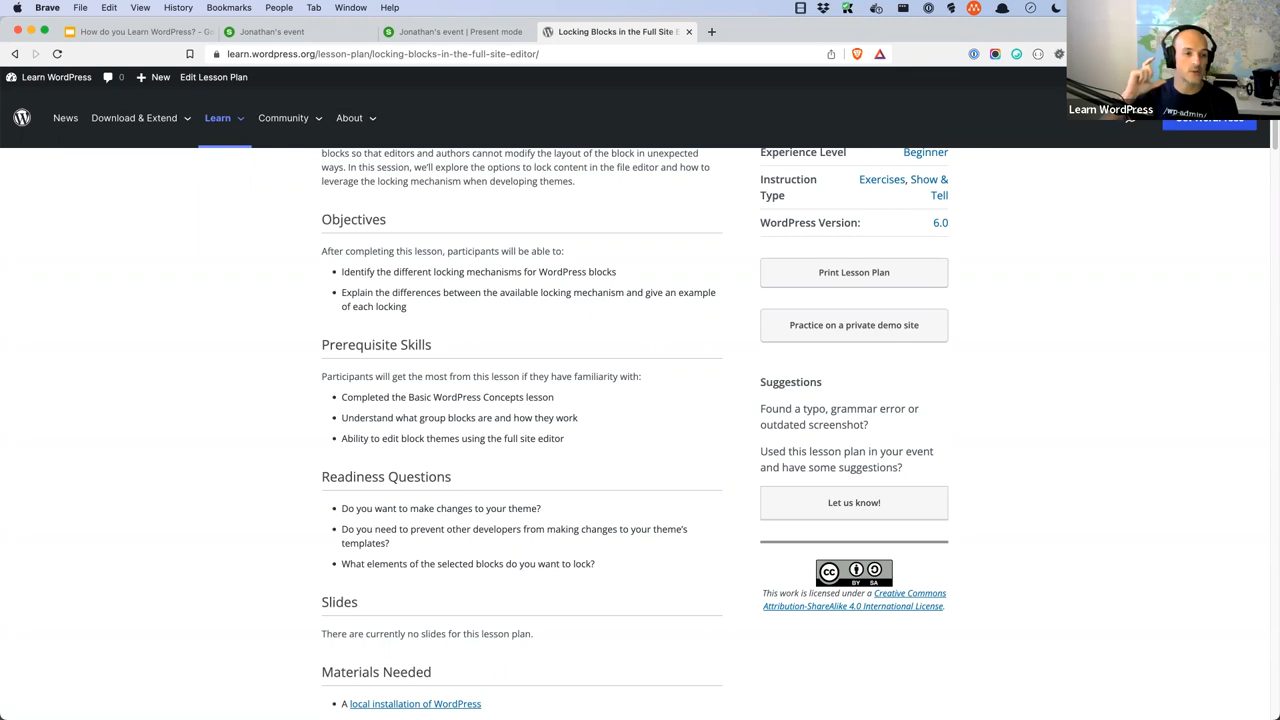 Brave File Edit View History Bookmarks People Tab Window Help
How do you Learn WordPress? - Go
Jonathan's event
Jonathan's event | Present mode
Locking Blocks in the Full Site E
learn.wordpress.org/lesson-plan/locking-blocks-in-the-full-site-editor/
Learn WordPress 0 New Edit Lesson Plan
News Download & Extend Learn Community About
Learn WordPress
/wp-admin/
blocks so that editors and authors cannot modify the layout of the block in unexpected
ways. In this session, we'll explore the options to lock content in the file editor and how to
leverage the locking mechanism when developing themes.
Objectives
After completing this lesson, participants will be able to:
Identify the different locking mechanisms for WordPress blocks
Explain the differences between the available locking mechanism and give an example
of each locking
Prerequisite Skills
Participants will get the most from this lesson if they have familiarity with:
Completed the Basic WordPress Concepts lesson
Understand what group blocks are and how they work
Ability to edit block themes using the full site editor
Readiness Questions
Do you want to make changes to your theme?
Do you need to prevent other developers from making changes to your theme's
templates?
What elements of the selected blocks do you want to lock?
Slides
There are currently no slides for this lesson plan.
Materials Needed
A local installation of WordPress
Experience Level Beginner
Instruction Exercises, Show &
Type Tell
WordPress Version: 6.0
Print Lesson Plan
Practice on a private demo site
Suggestions
Found a typo, grammar error or
outdated screenshot?
Used this lesson plan in your event
and have some suggestions?
Let us know!
CC BY SA
This work is licensed under a Creative Commons
Attribution-ShareAlike 4.0 International License.